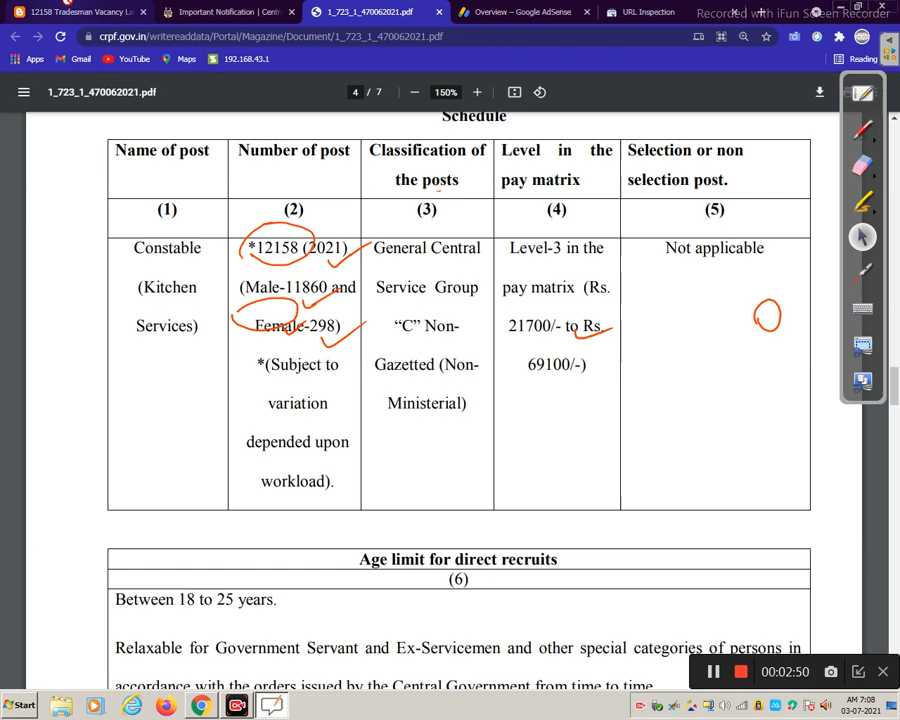 12158 Tradesman Vacancy La
Important Notification | Centr
1_723_1_470062021.pdf
Overview – Google AdSense
URL Inspection
Recorded with iFun Screen Recorder
crpf.gov.in/writereaddata/Portal/Magazine/Document/1_723_1_470062021.pdf
Apps
Gmail
YouTube
Maps
192.168.43.1
Reading
1_723_1_470062021.pdf
4 / 7
150%
Schedule
Name of post
Number of post
Classification of
the posts
Level in the
pay matrix
Selection or non
selection post.
(1)
(2)
(3)
(4)
(5)
Constable
(Kitchen
Services)
*12158 (2021)
(Male-11860 and
Female-298)
*(Subject to
variation
depended upon
workload).
General Central
Service Group
“C” Non-
Gazetted (Non-
Ministerial)
Level-3 in the
pay matrix (Rs.
21700/- to Rs.
69100/-)
Not applicable
Age limit for direct recruits
(6)
Between 18 to 25 years.
Relaxable for Government Servant and Ex-Servicemen and other special categories of persons in
accordance with the orders issued by the Central Government from time to time.
00:02:50
Start
AM 7:08
03-07-2021